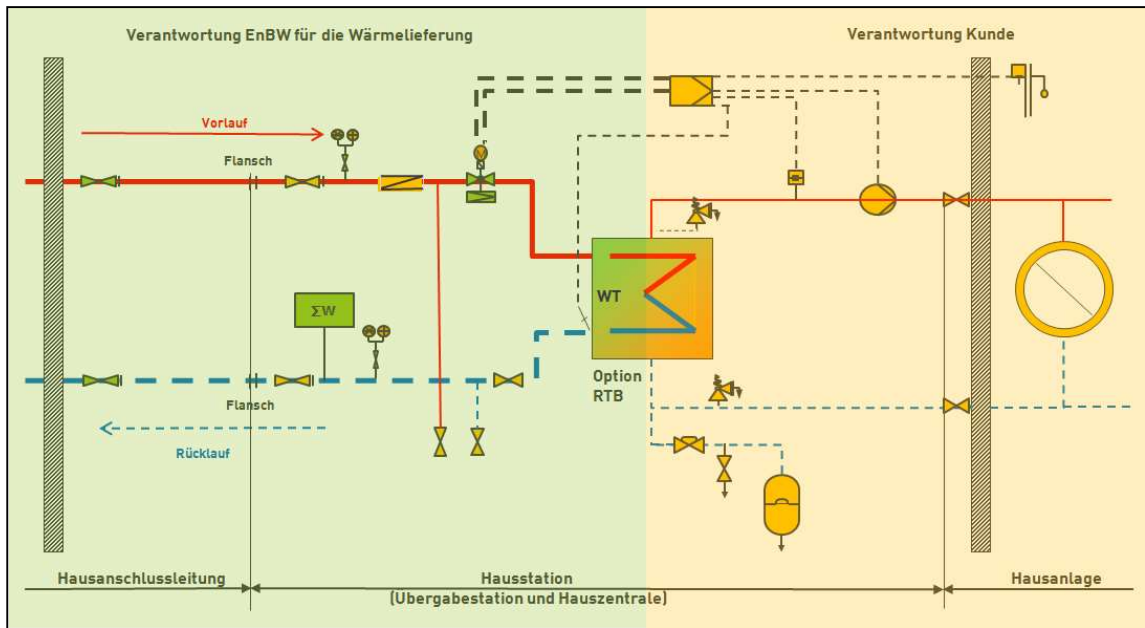 Verantwortung EnBW für die Wärmelieferung
Verantwortung Kunde
Vorlauf
Flansch
M
ΣW
WT
Option
RTB
Flansch
Rücklauf
Hausanschlussleitung
Hausstation
(Übergabestation und Hauszentrale)
Hausanlage